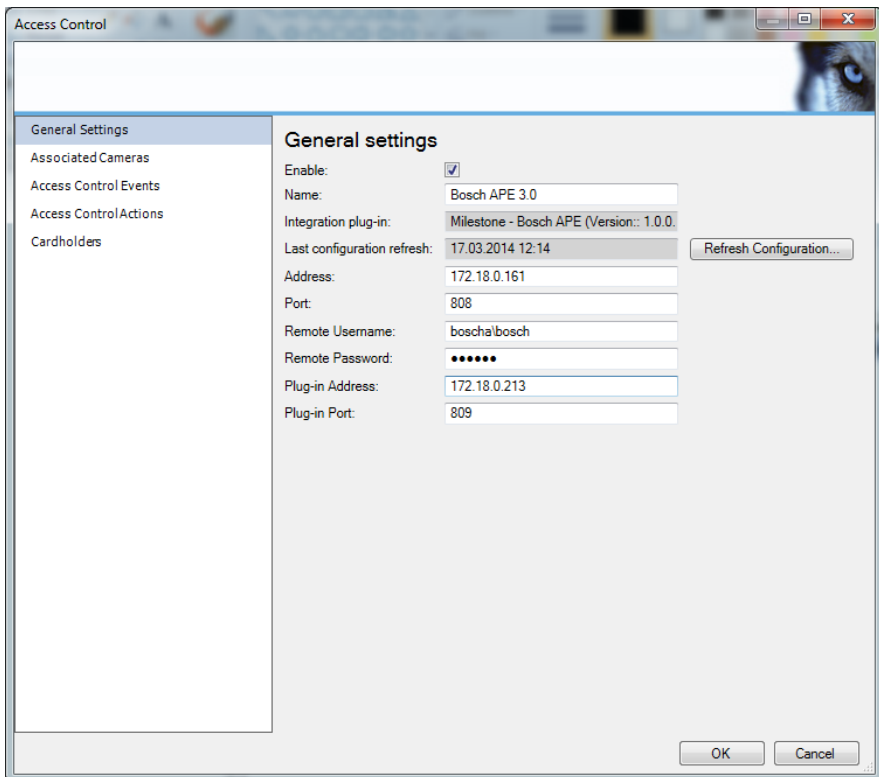 Access Control
General Settings
Associated Cameras
Access Control Events
Access Control Actions
Cardholders
General settings
Enable:
Name: Bosch APE 3.0
Integration plug-in: Milestone - Bosch APE (Version:: 1.0.0.
Last configuration refresh: 17.03.2014 12:14 Refresh Configuration...
Address: 172.18.0.161
Port: 808
Remote Username: boscha\bosch
Remote Password: ●●●●●●
Plug-in Address: 172.18.0.213
Plug-in Port: 809
OK Cancel